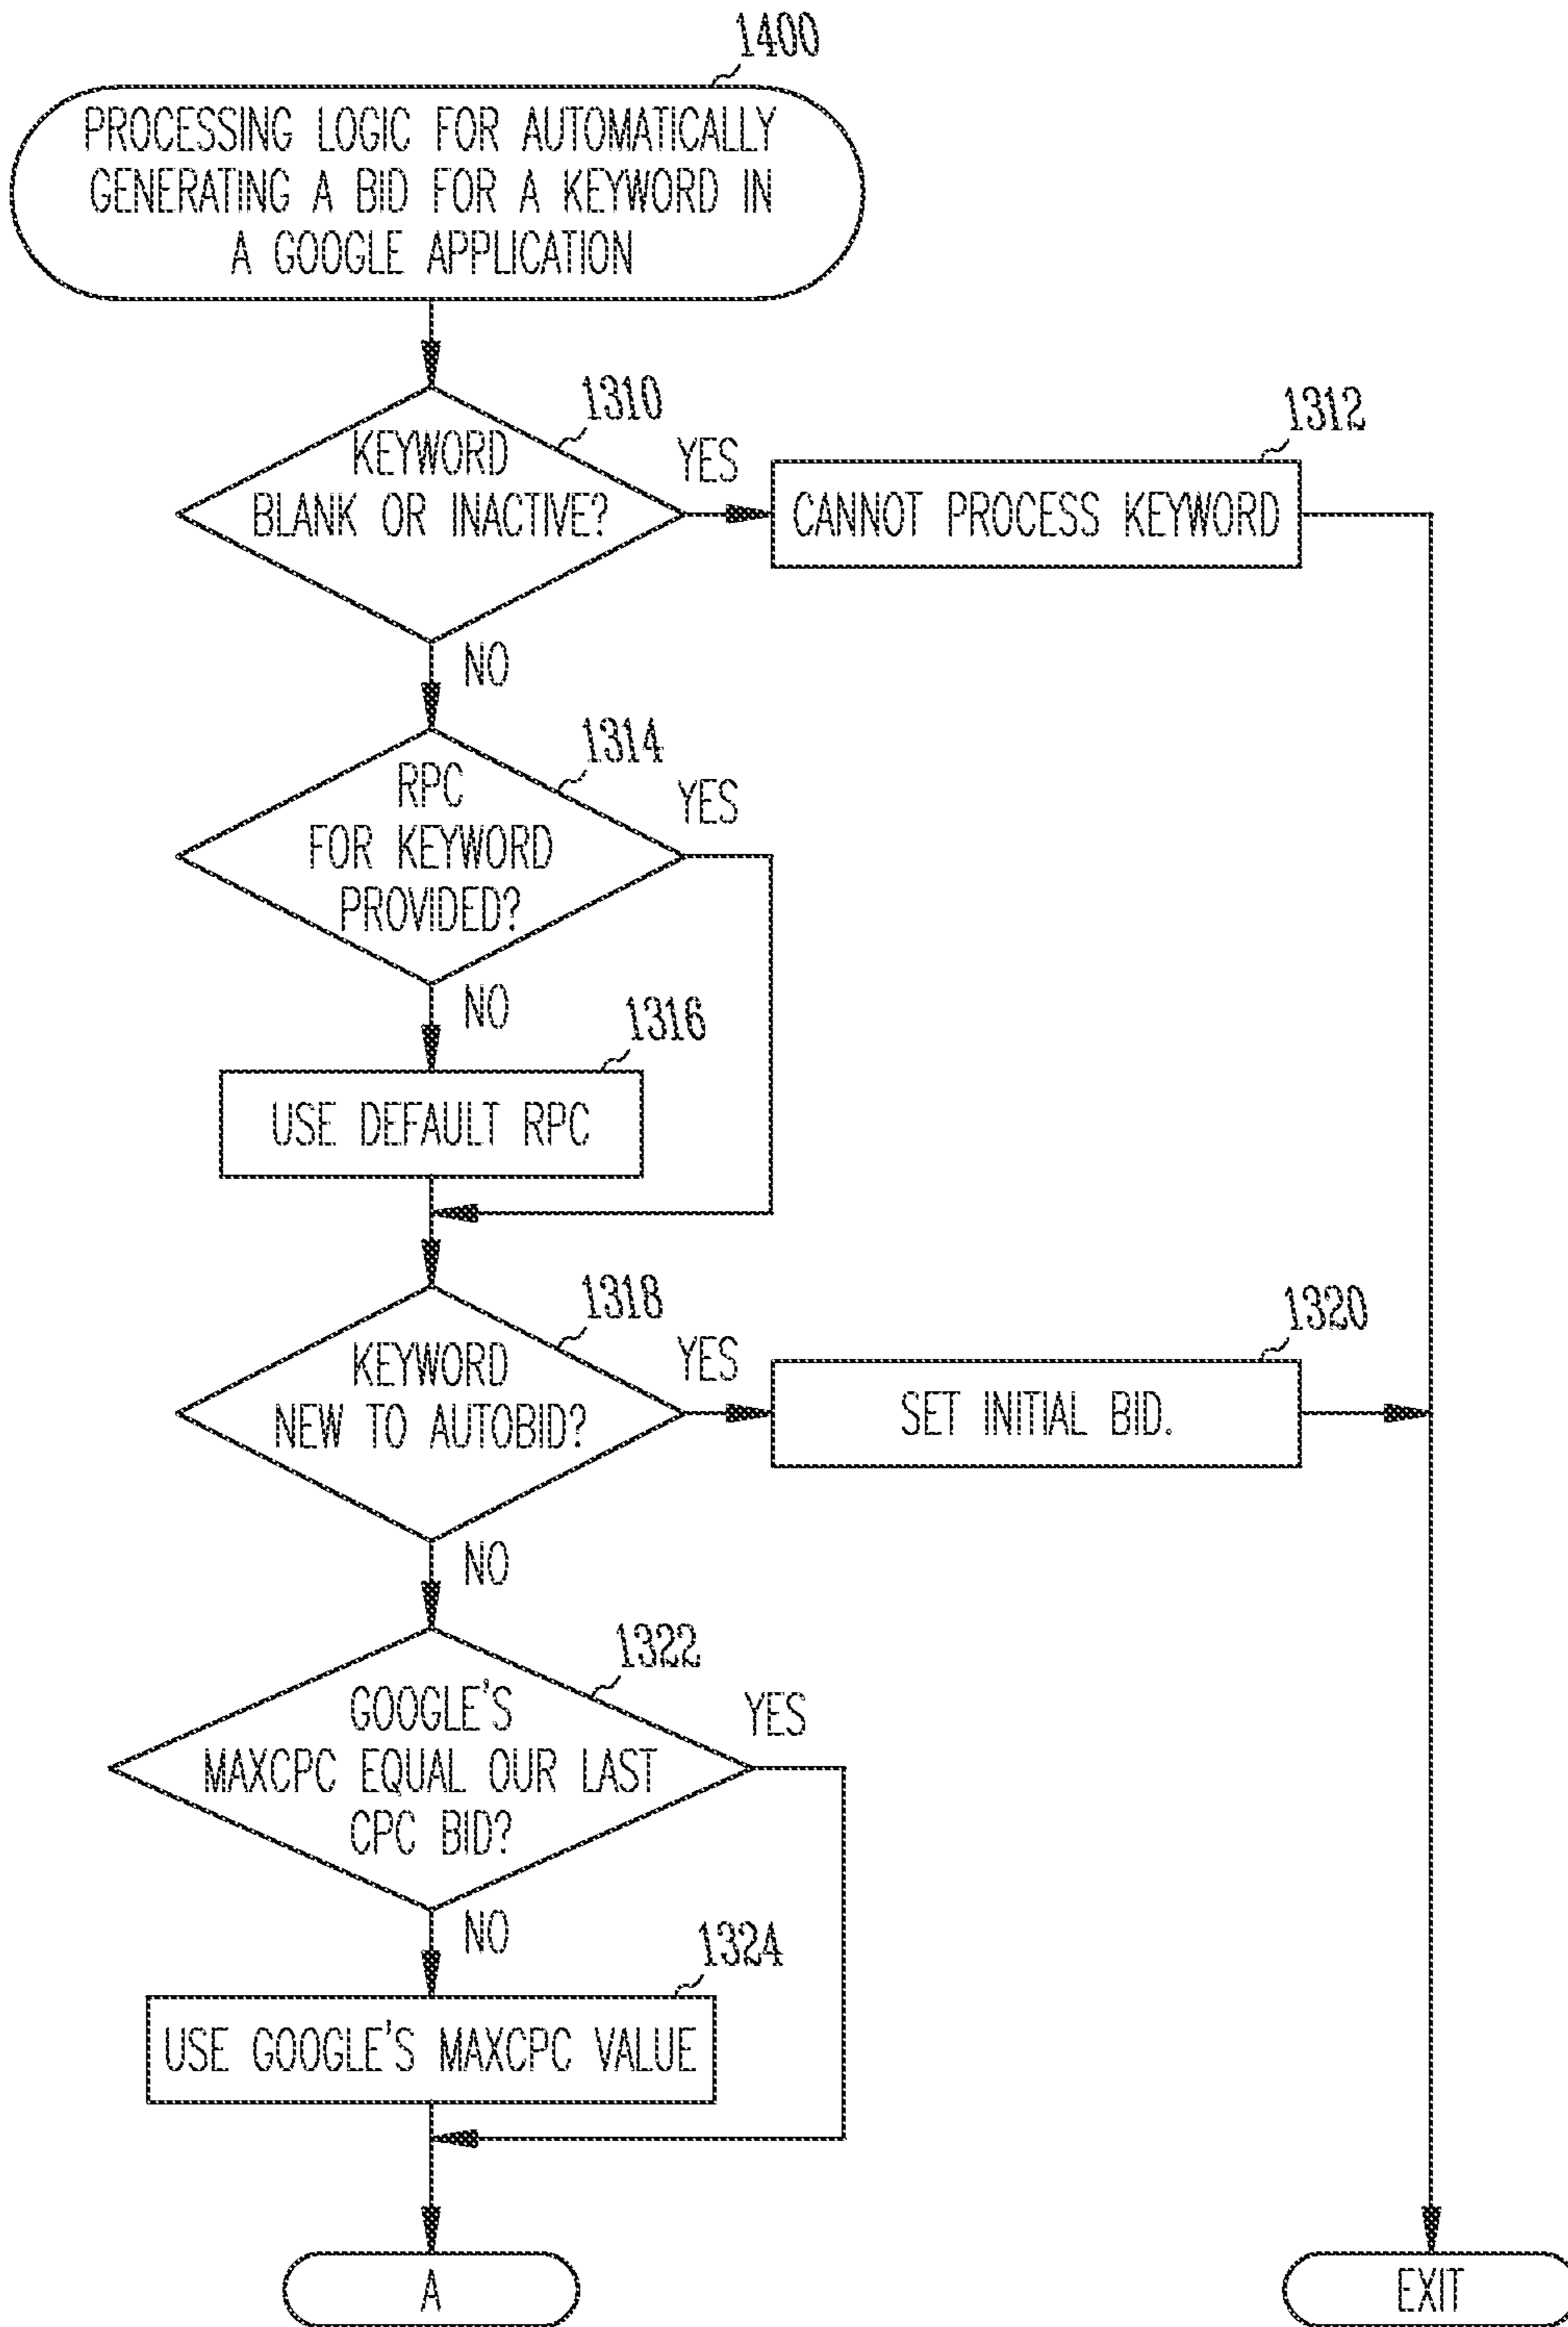 1400
PROCESSING LOGIC FOR AUTOMATICALLY
GENERATING A BID FOR A KEYWORD IN
A GOOGLE APPLICATION
1310
KEYWORD
BLANK OR INACTIVE?
YES
1312
CANNOT PROCESS KEYWORD
NO
1314
RPC
FOR KEYWORD
PROVIDED?
YES
NO
1316
USE DEFAULT RPC
1318
KEYWORD
NEW TO AUTOBID?
YES
1320
SET INITIAL BID.
NO
1322
GOOGLE'S
MAXCPC EQUAL OUR LAST
CPC BID?
YES
NO
1324
USE GOOGLE'S MAXCPC VALUE
A
EXIT